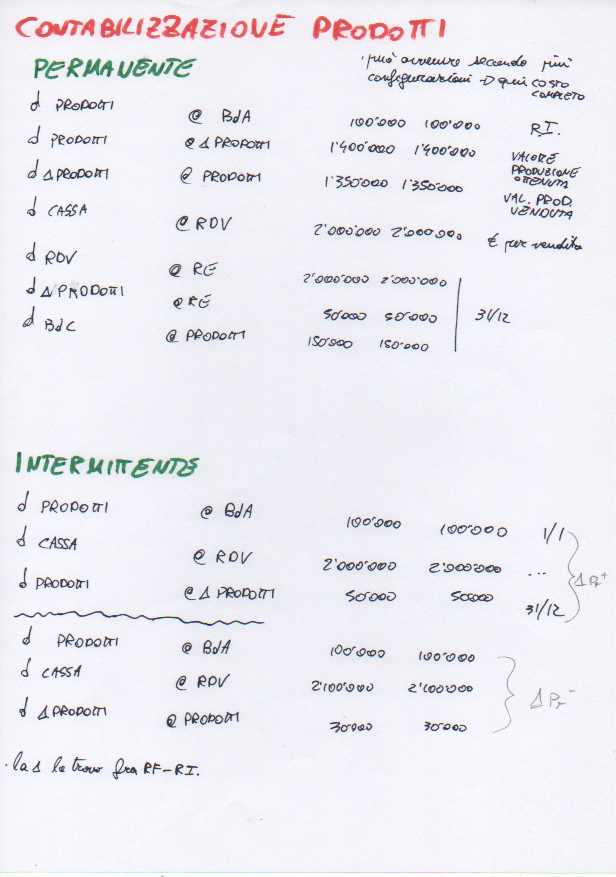 CONTABILIZZAZIONE PRODOTTI
PERMANENTE
· può avvenire secondo più
configurazioni → qui COSTO
COMPLETO
d PRODOTTI @ BdA 100'000 100'000 R.I.
d PRODOTTI @ Δ PRODOTTI 1'400'000 1'400'000 VALORE
PRODUZIONE
OTTENUTA
d Δ PRODOTTI @ PRODOTTI 1'350'000 1'350'000 VAL. PROD.
VENDUTA
d CASSA @ RDV 2'000'000 2'000'000 € per vendita
d RDV @ RE 2'000'000 2'000'000
d Δ PRODOTTI @ RE 50'000 50'000 31/12
d BdC @ PRODOTTI 150'000 150'000
INTERMITTENTE
d PRODOTTI @ BdA 100'000 100'000 1/1
d CASSA @ RDV 2'000'000 2'000'000 ...
d PRODOTTI @ Δ PRODOTTI 50'000 50'000 31/12
Δ Pr +
d PRODOTTI @ BdA 100'000 100'000
d CASSA @ RDV 2'100'000 2'100'000
d Δ PRODOTTI @ PRODOTTI 30'000 30'000
Δ Pr -
· la Δ la trovo fra RF-RI.